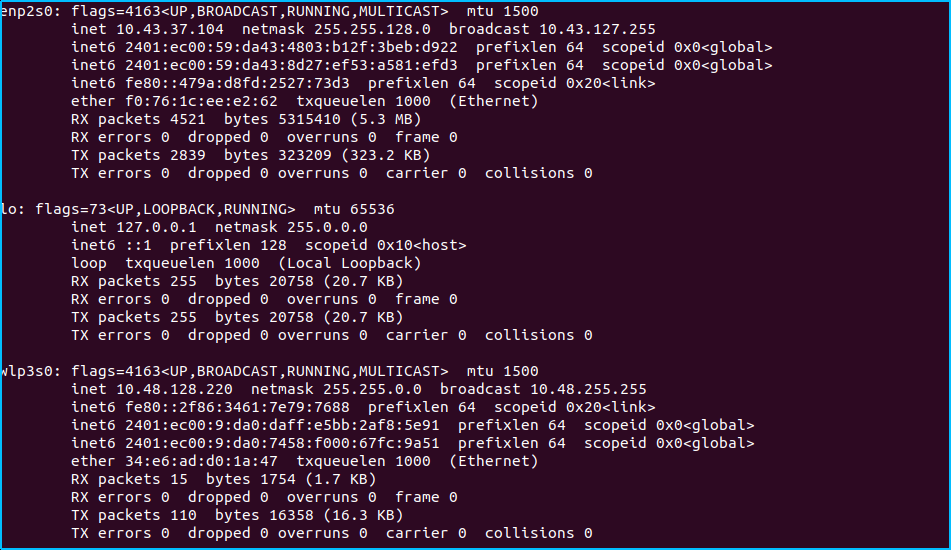 enp2s0: flags=4163<UP,BROADCAST,RUNNING,MULTICAST>  mtu 1500
        inet 10.43.37.104  netmask 255.255.128.0  broadcast 10.43.127.255
        inet6 2401:ec00:59:da43:4803:b12f:3beb:d922  prefixlen 64  scopeid 0x0<global>
        inet6 2401:ec00:59:da43:8d27:ef53:a581:efd3  prefixlen 64  scopeid 0x0<global>
        inet6 fe80::479a:d8fd:2527:73d3  prefixlen 64  scopeid 0x20<link>
        ether f0:76:1c:ee:e2:62  txqueuelen 1000  (Ethernet)
        RX packets 4521  bytes 5315410 (5.3 MB)
        RX errors 0  dropped 0  overruns 0  frame 0
        TX packets 2839  bytes 323209 (323.2 KB)
        TX errors 0  dropped 0 overruns 0  carrier 0  collisions 0

lo: flags=73<UP,LOOPBACK,RUNNING>  mtu 65536
        inet 127.0.0.1  netmask 255.0.0.0
        inet6 ::1  prefixlen 128  scopeid 0x10<host>
        loop  txqueuelen 1000  (Local Loopback)
        RX packets 255  bytes 20758 (20.7 KB)
        RX errors 0  dropped 0  overruns 0  frame 0
        TX packets 255  bytes 20758 (20.7 KB)
        TX errors 0  dropped 0 overruns 0  carrier 0  collisions 0

wlp3s0: flags=4163<UP,BROADCAST,RUNNING,MULTICAST>  mtu 1500
        inet 10.48.128.220  netmask 255.255.0.0  broadcast 10.48.255.255
        inet6 fe80::2f86:3461:7e79:7688  prefixlen 64  scopeid 0x20<link>
        inet6 2401:ec00:9:da0:daff:e5bb:2af8:5e91  prefixlen 64  scopeid 0x0<global>
        inet6 2401:ec00:9:da0:7458:f000:67fc:9a51  prefixlen 64  scopeid 0x0<global>
        ether 34:e6:ad:d0:1a:47  txqueuelen 1000  (Ethernet)
        RX packets 15  bytes 1754 (1.7 KB)
        RX errors 0  dropped 0  overruns 0  frame 0
        TX packets 110  bytes 16358 (16.3 KB)
        TX errors 0  dropped 0 overruns 0  carrier 0  collisions 0